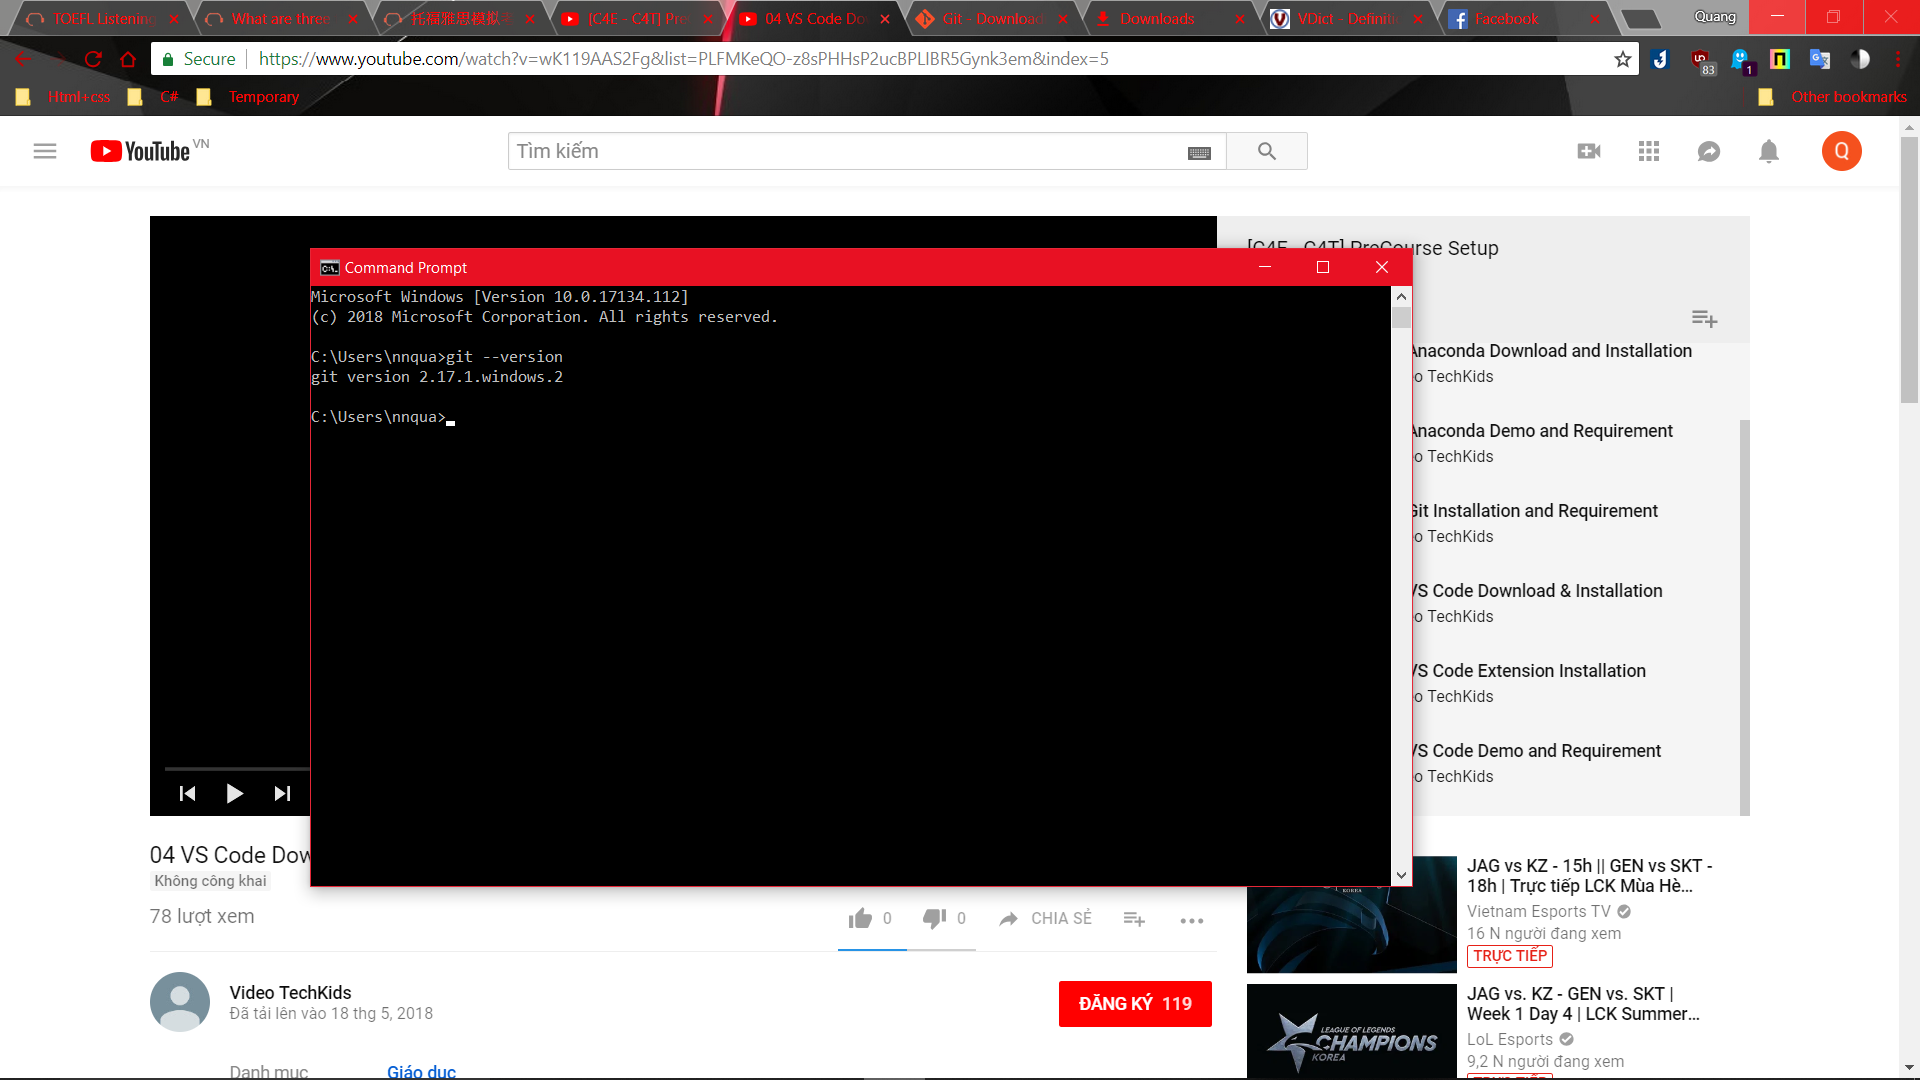 TOEFL Listening
What are three
托福雅思模拟
[C4E - C4T] Pre
04 VS Code Do
Git - Download
Downloads
VDict - Definiti
Facebook
Quang
Secure
https://www.youtube.com/watch?v=wK119AAS2Fg&list=PLFMKeQO-z8sPHHsP2ucBPLIBR5Gynk3em&index=5
83
1
Html+css
C#
Temporary
Other bookmarks
YouTube VN
Tìm kiếm
Q
[C4E - C4T] PreCourse Setup
Command Prompt
Microsoft Windows [Version 10.0.17134.112]
(c) 2018 Microsoft Corporation. All rights reserved.
C:\Users\nnqua>git --version
git version 2.17.1.windows.2
C:\Users\nnqua>
Anaconda Download and Installation
o TechKids
Anaconda Demo and Requirement
o TechKids
Git Installation and Requirement
o TechKids
VS Code Download & Installation
o TechKids
VS Code Extension Installation
o TechKids
VS Code Demo and Requirement
o TechKids
04 VS Code Dow
Không công khai
78 lượt xem
0
0
CHIA SẺ
Video TechKids
Đã tải lên vào 18 thg 5, 2018
ĐĂNG KÝ 119
Danh mục
Giáo dục
KOREA
JAG vs KZ - 15h || GEN vs SKT -
18h | Trực tiếp LCK Mùa Hè...
Vietnam Esports TV
16 N người đang xem
TRỰC TIẾP
LEAGUE OF LEGENDS
CHAMPIONS
KOREA
JAG vs. KZ - GEN vs. SKT |
Week 1 Day 4 | LCK Summer...
LoL Esports
9,2 N người đang xem
TRỰC TIẾP